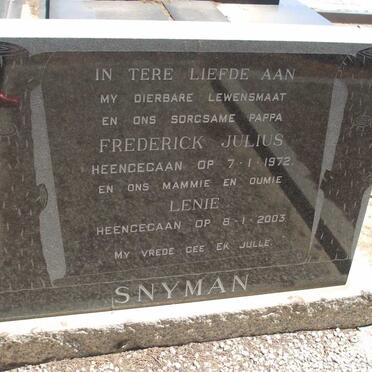 IN TERE LIEFDE AAN
MY DIERBARE LEWENSMAAT
EN ONS SORGSAME PAPPA
FREDERICK JULIUS
HEENGEGAAN OP 7·1·1972.
EN ONS MAMMIE EN OUMIE
LENIE
HEENGEGAAN OP 8·1·2003
MY VREDE GEE EK JULLE.
SNYMAN